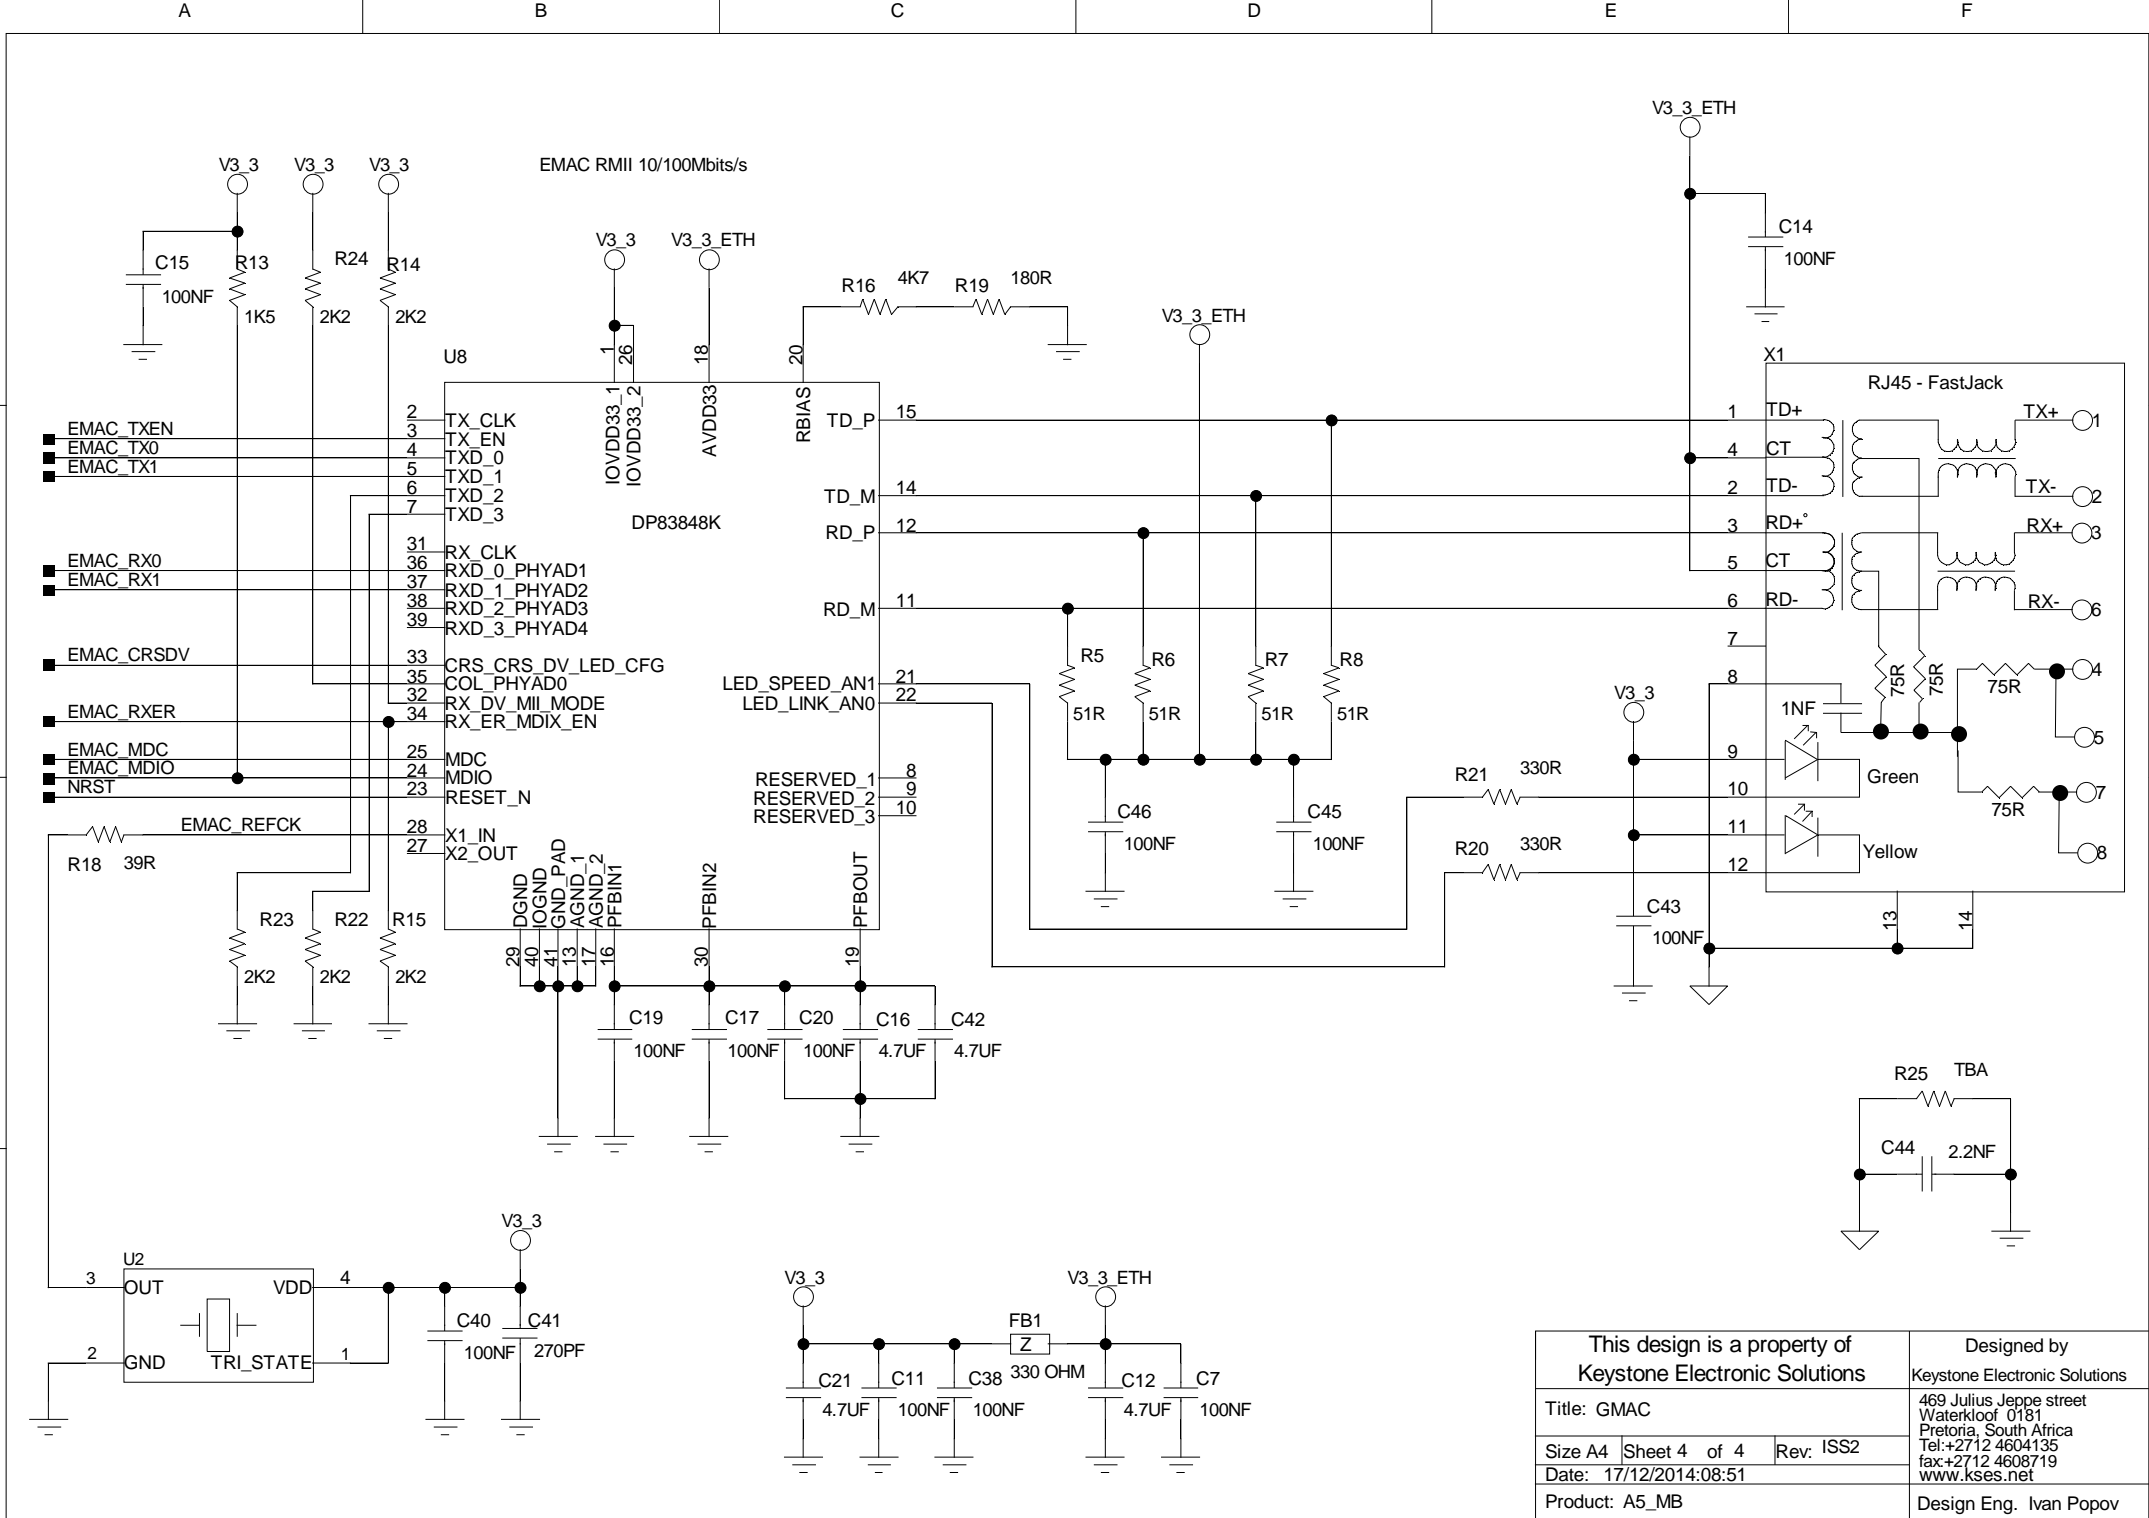 A B C D E F
EMAC RMII 10/100Mbits/s
V3_3 V3_3 V3_3
C15
100NF
R13
1K5
R24
2K2
R14
2K2
V3_3 V3_3_ETH
R16 4K7 R19 180R
V3_3_ETH
V3_3_ETH
C14
100NF
U8
1 26 18 20
IOVDD33_1
IOVDD33_2
AVDD33
RBIAS
DP83848K
EMAC_TXEN
EMAC_TX0
EMAC_TX1
EMAC_RX0
EMAC_RX1
EMAC_CRSDV
EMAC_RXER
EMAC_MDC
EMAC_MDIO
NRST
EMAC_REFCK
R18 39R
2 TX_CLK
3 TX_EN
4 TXD_0
5 TXD_1
6 TXD_2
7 TXD_3
31 RX_CLK
36 RXD_0_PHYAD1
37 RXD_1_PHYAD2
38 RXD_2_PHYAD3
39 RXD_3_PHYAD4
33 CRS_CRS_DV_LED_CFG
35 COL_PHYAD0
32 RX_DV_MII_MODE
34 RX_ER_MDIX_EN
25 MDC
24 MDIO
23 RESET_N
28 X1_IN
27 X2_OUT
TD_P 15
TD_M 14
RD_P 12
RD_M 11
LED_SPEED_AN1 21
LED_LINK_AN0 22
RESERVED_1 8
RESERVED_2 9
RESERVED_3 10
DGND 29
IOGND 40
GND_PAD 41
AGND_1 13
AGND_2 17
PFBIN1 16
PFBIN2 30
PFBOUT 19
R23
2K2
R22
2K2
R15
2K2
C19
100NF
C17
100NF
C20
100NF
C16
4.7UF
C42
4.7UF
R5
51R
R6
51R
R7
51R
R8
51R
C46
100NF
C45
100NF
R21 330R
R20 330R
V3_3
C43
100NF
X1
RJ45 - FastJack
1 TD+
4 CT
2 TD-
3 RD+°
5 CT
6 RD-
7
8
9
10
11
12
13 14
TX+ 1
TX- 2
RX+ 3
RX- 6
4
5
7
8
75R
75R
75R
75R
1NF
Green
Yellow
R25 TBA
C44 2.2NF
U2
3 OUT VDD 4
2 GND TRI_STATE 1
V3_3
C40
100NF
C41
270PF
V3_3 V3_3_ETH
FB1
Z
330 OHM
C21
4.7UF
C11
100NF
C38
100NF
C12
4.7UF
C7
100NF
This design is a property of
Keystone Electronic Solutions
Title: GMAC
Size A4 Sheet 4 of 4 Rev: ISS2
Date: 17/12/2014:08:51
Product: A5_MB
Designed by
Keystone Electronic Solutions
469 Julius Jeppe street
Waterkloof 0181
Pretoria, South Africa
Tel:+2712 4604135
fax:+2712 4608719
www.kses.net
Design Eng. Ivan Popov